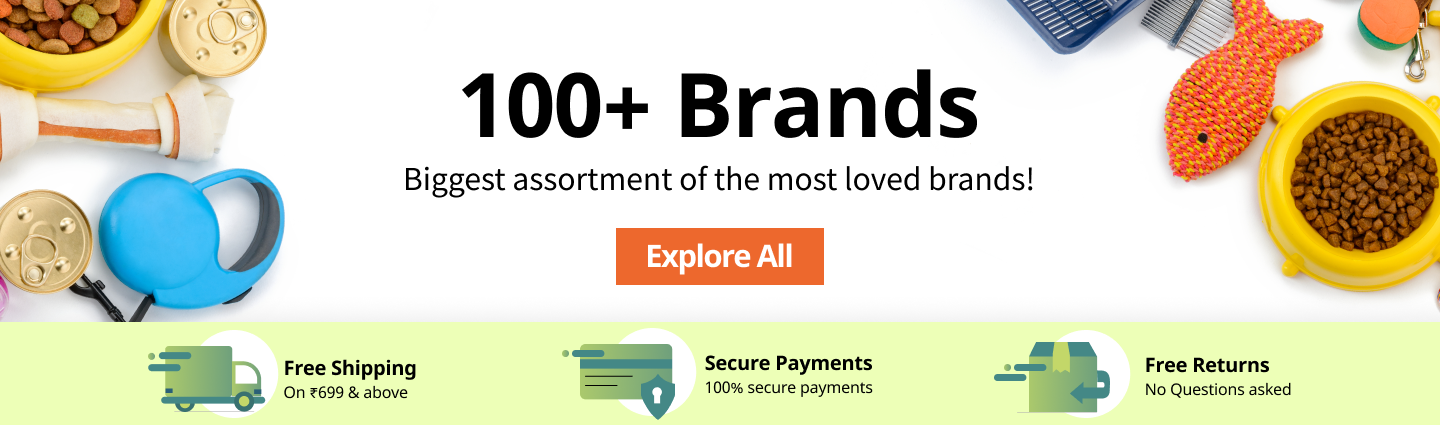 100+ Brands
Biggest assortment of the most loved brands!
Explore All
Free Shipping
On ₹699 & above
Secure Payments
100% secure payments
Free Returns
No Questions asked